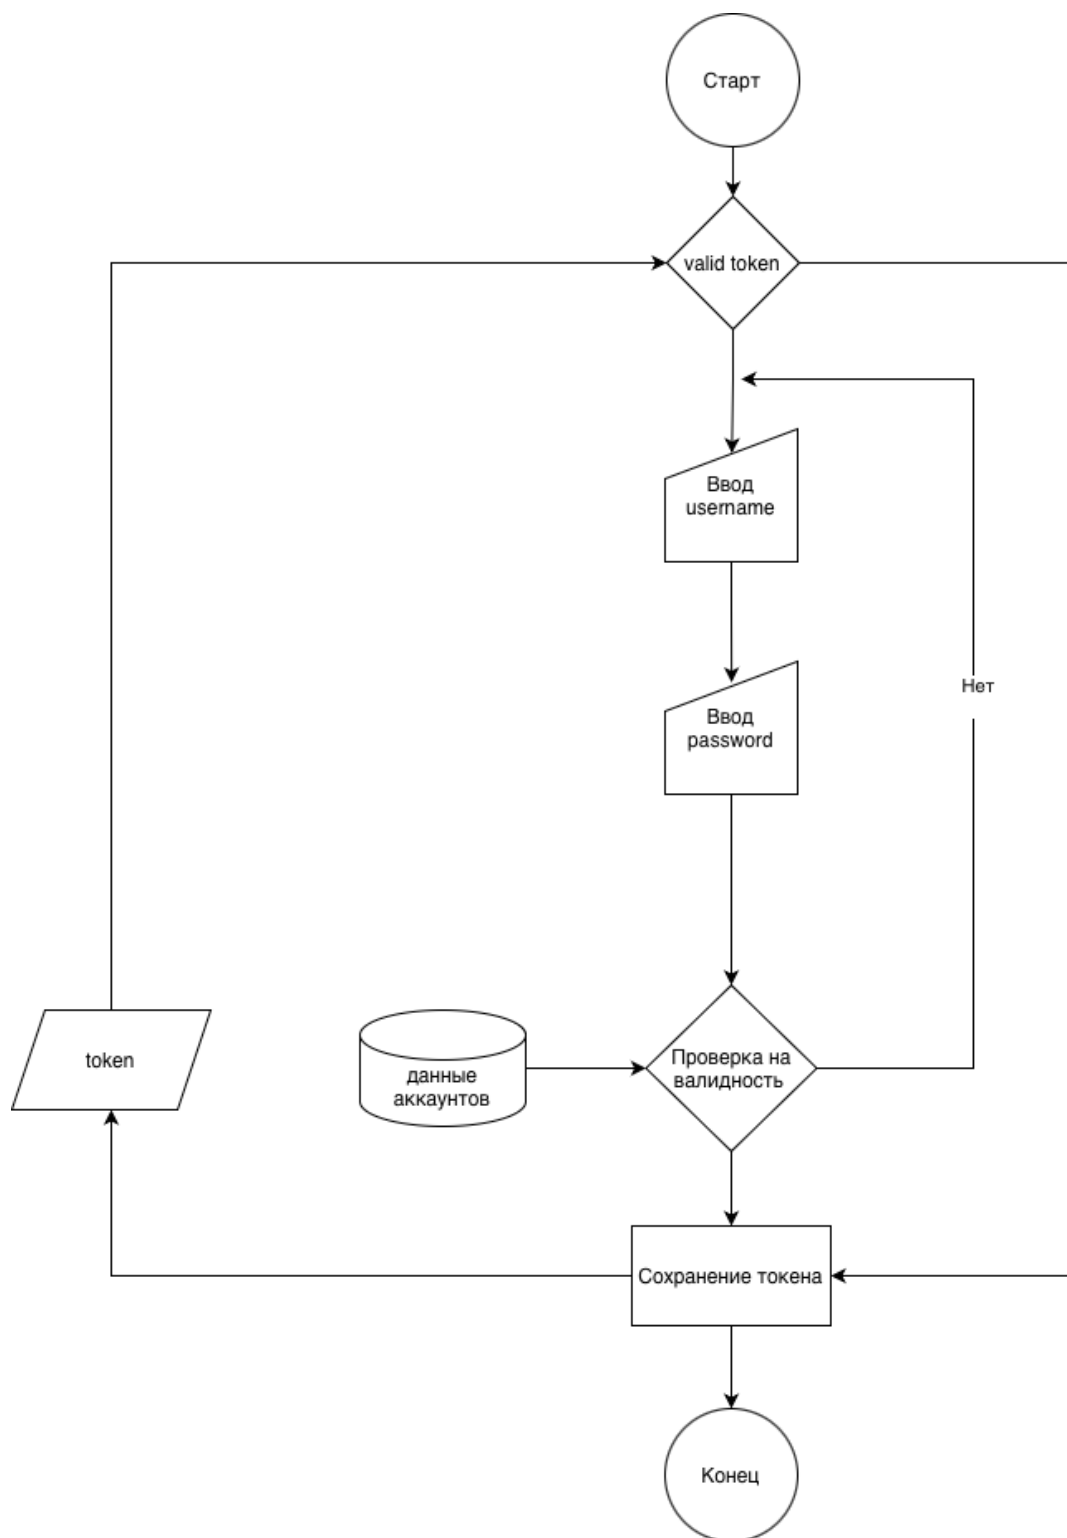 Старт
valid token
Ввод
username
Нет
Ввод
password
token
данные
аккаунтов
Проверка на
валидность
Сохранение токена
Конец